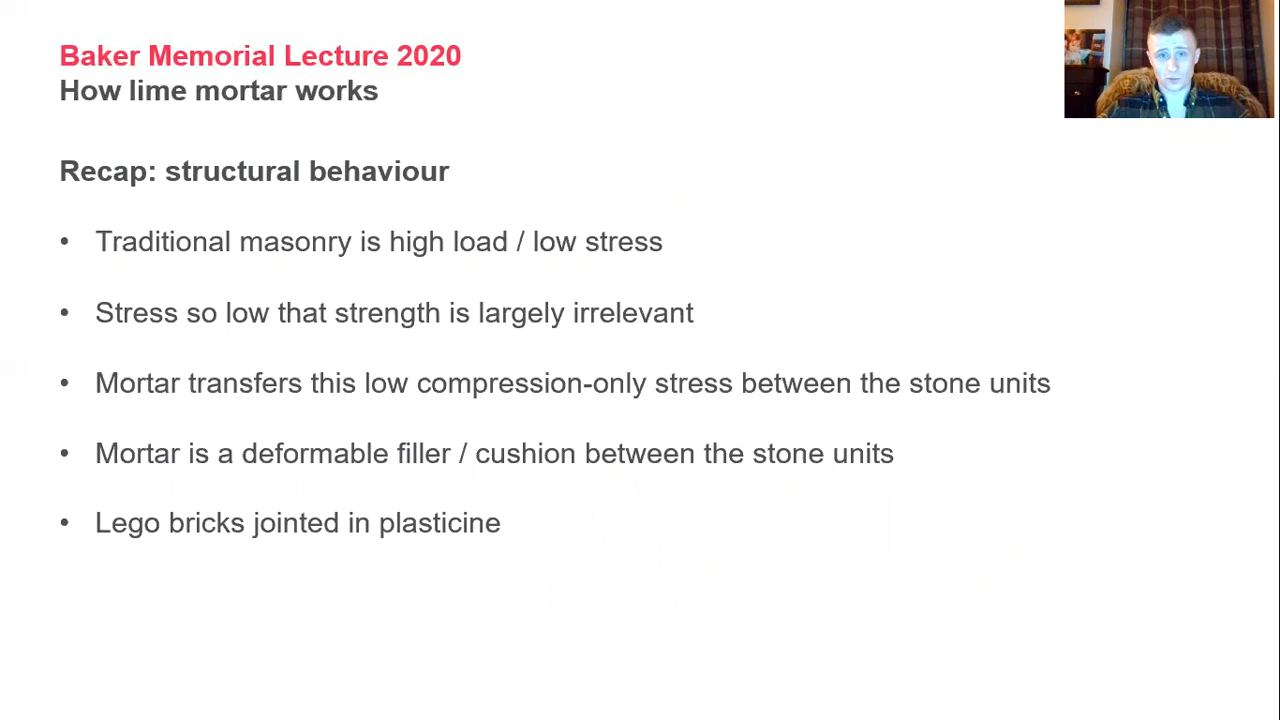 Baker Memorial Lecture 2020
How lime mortar works
Recap: structural behaviour
• Traditional masonry is high load / low stress
• Stress so low that strength is largely irrelevant
• Mortar transfers this low compression-only stress between the stone units
• Mortar is a deformable filler / cushion between the stone units
• Lego bricks jointed in plasticine